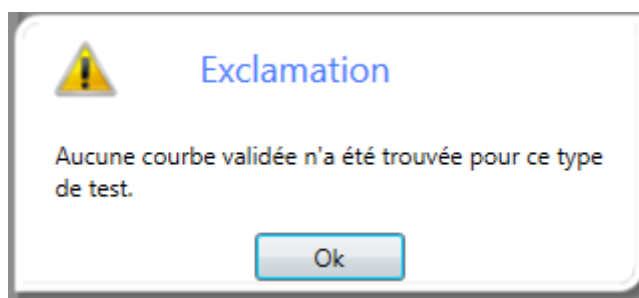 Exclamation
Aucune courbe validée n'a été trouvée pour ce type
de test.
Ok